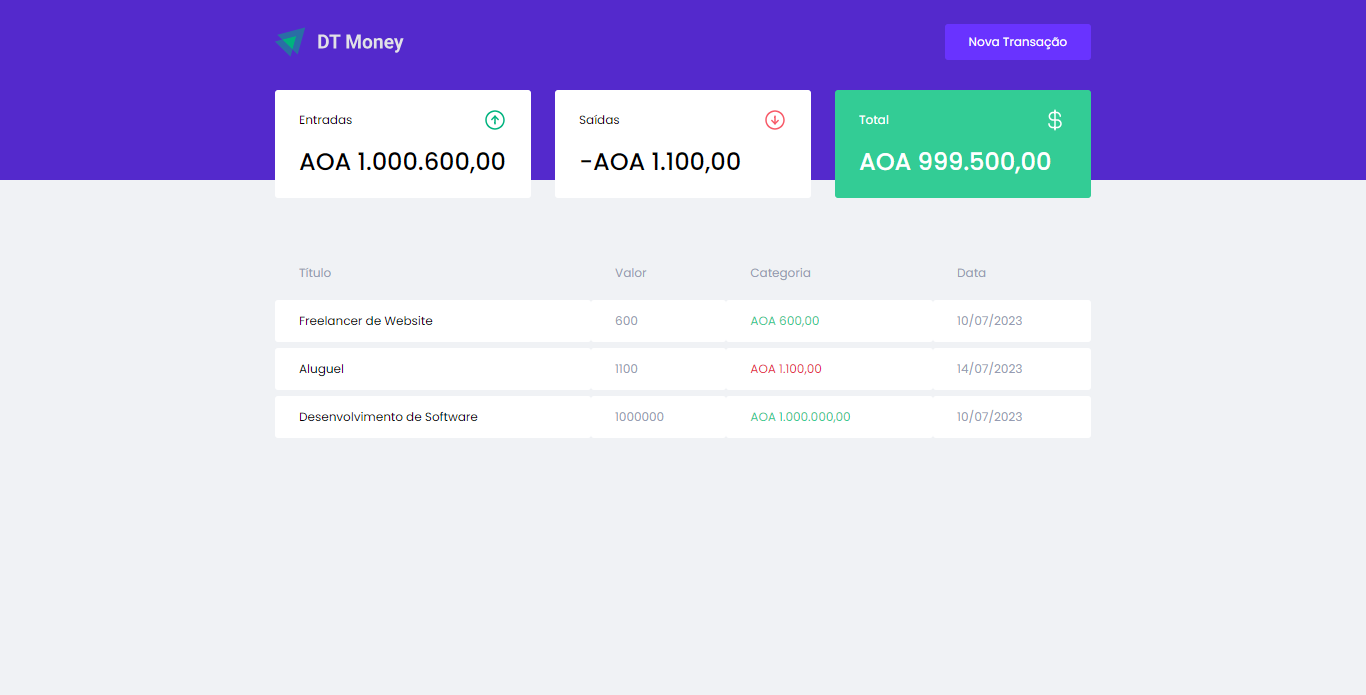 DT Money
Nova Transação
Entradas
AOA 1.000.600,00
Saídas
-AOA 1.100,00
Total
$
AOA 999.500,00
Título Valor Categoria Data
Freelancer de Website 600 AOA 600,00 10/07/2023
Aluguel 1100 AOA 1.100,00 14/07/2023
Desenvolvimento de Software 1000000 AOA 1.000.000,00 10/07/2023